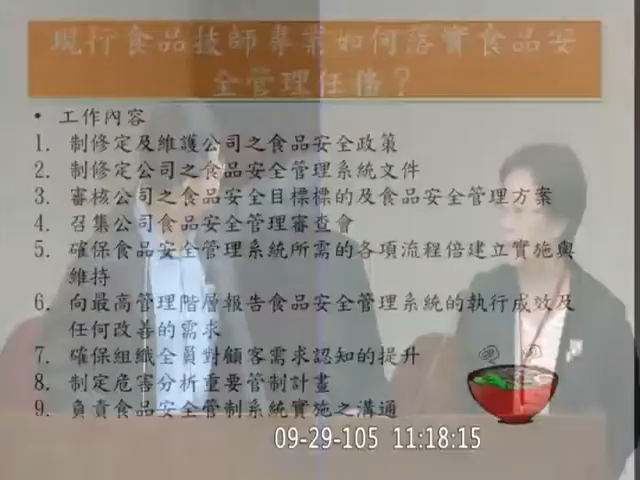 現行食品技師專業如何落實食品安
全管理任務？
• 工作內容
1. 制修定及維護公司之食品安全政策
2. 制修定公司之食品安全管理系統文件
3. 審核公司之食品安全目標標的及食品安全管理方案
4. 召集公司食品安全管理審查會
5. 確保食品安全管理系統所需的各項流程倍建立實施與
維持
6. 向最高管理階層報告食品安全管理系統的執行成效及
任何改善的需求
7. 確保組織全員對顧客需求認知的提升
8. 制定危害分析重要管制計畫
9. 負責食品安全管制系統實施之溝通
09-29-105 11:18:15